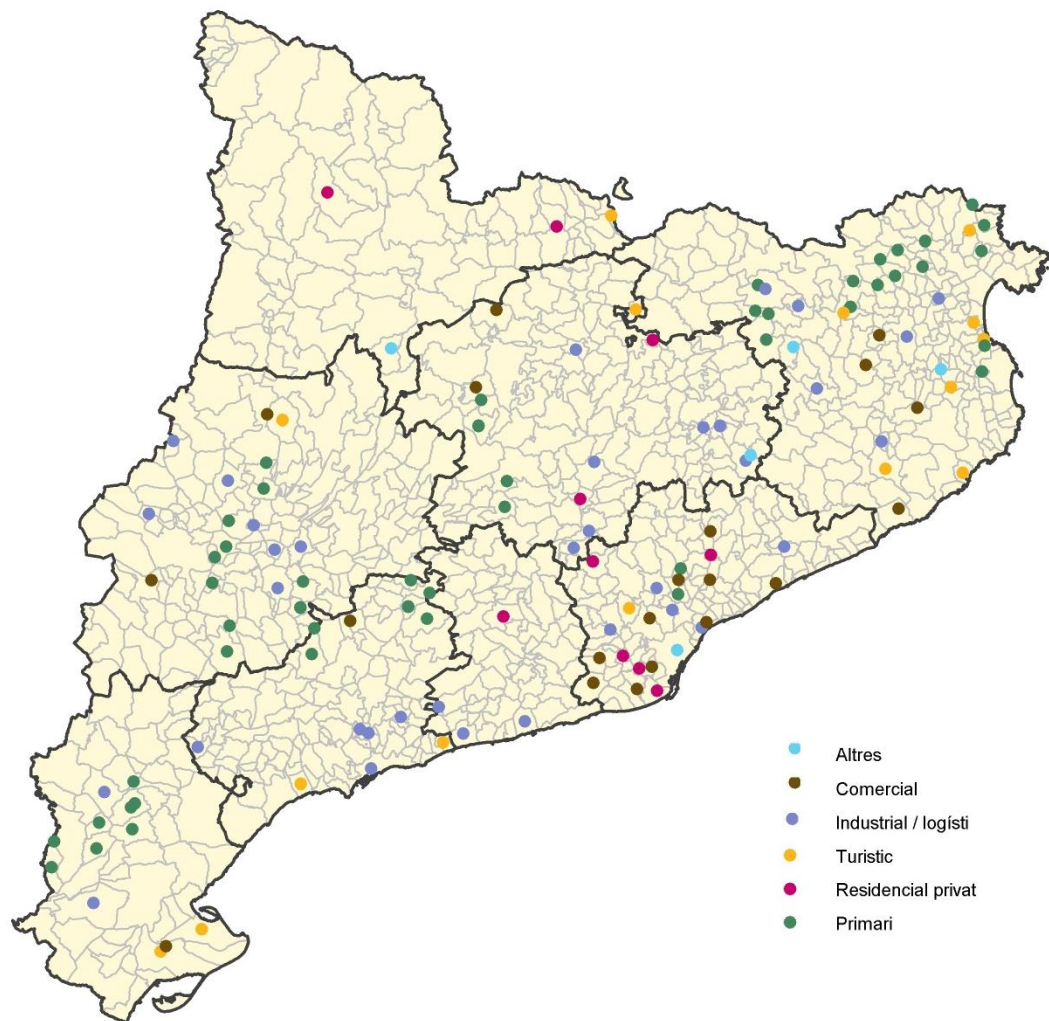 Altres
Comercial
Industrial / logísti
Turistic
Residencial privat
Primari